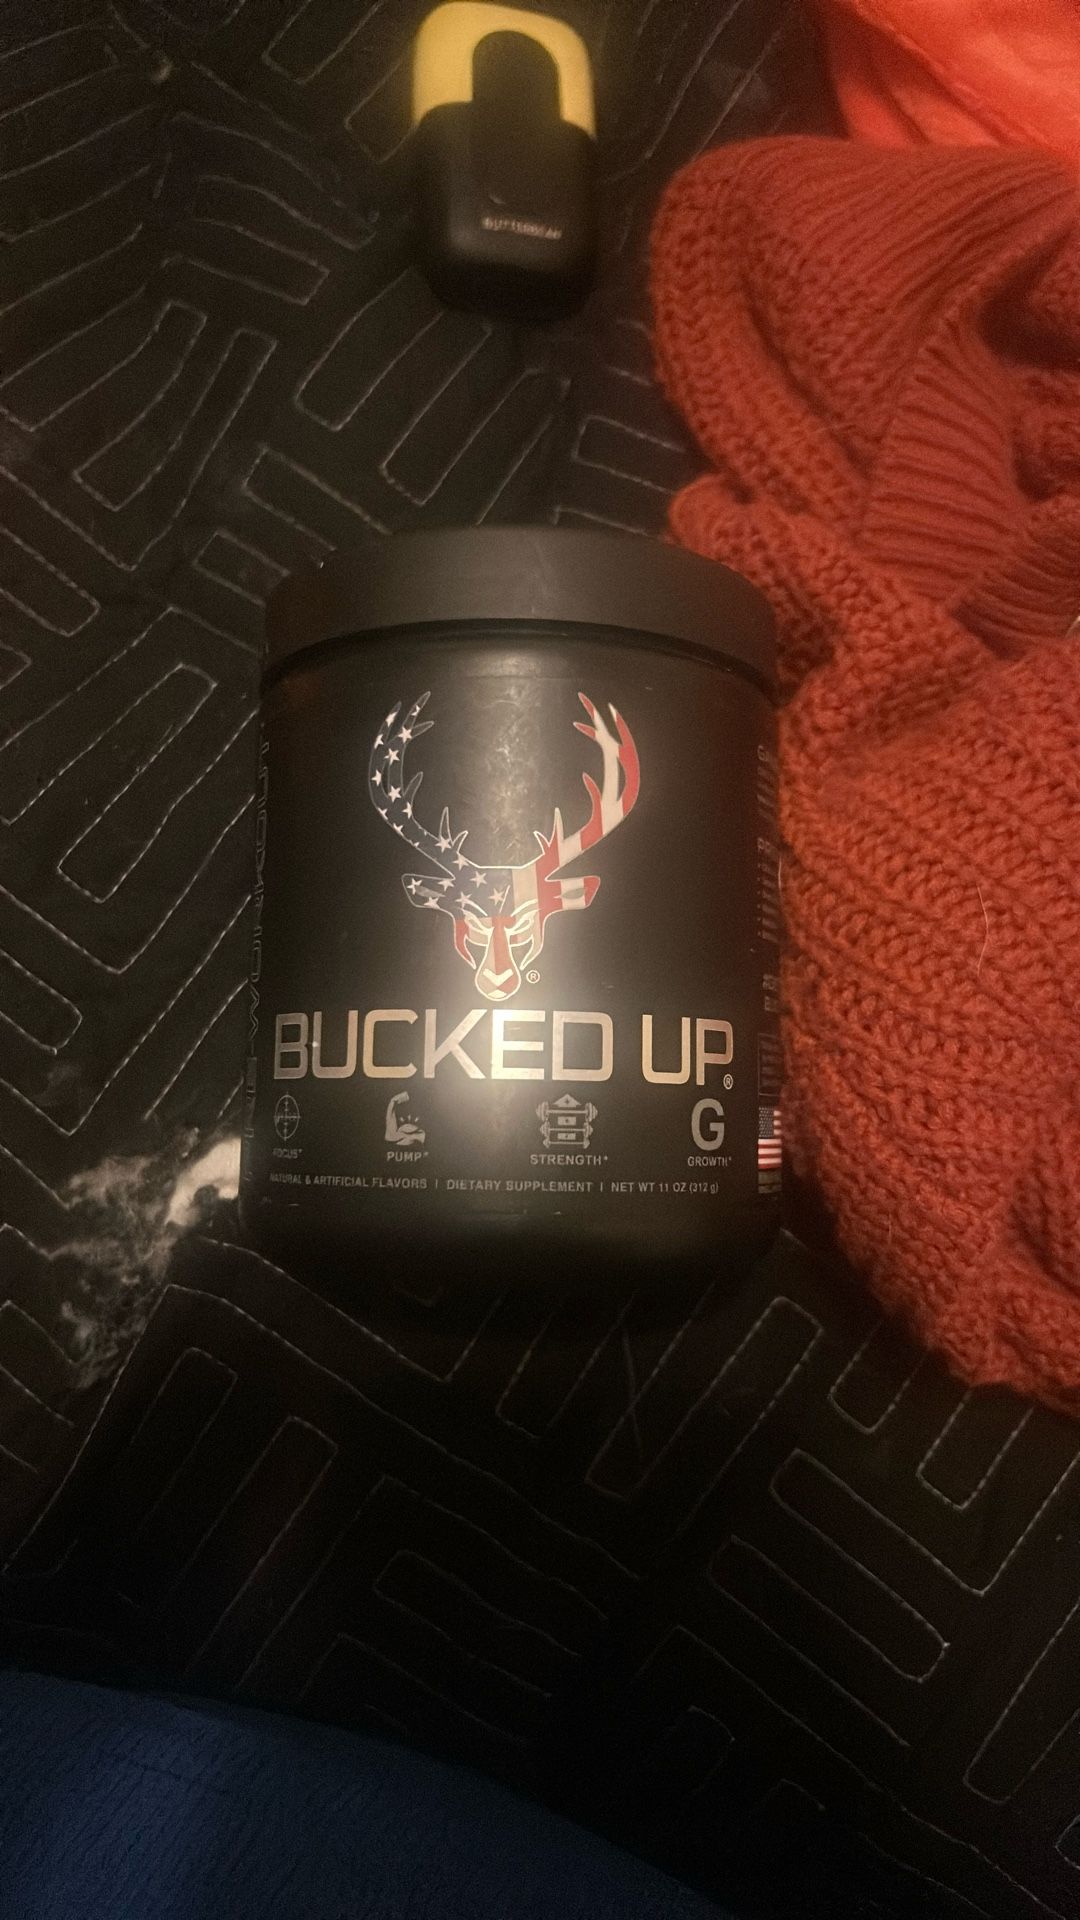 BUCKED UP®
FOCUS* PUMP* STRENGTH* G GROWTH*
NATURAL & ARTIFICIAL FLAVORS | DIETARY SUPPLEMENT | NET WT 11 OZ (312 g)